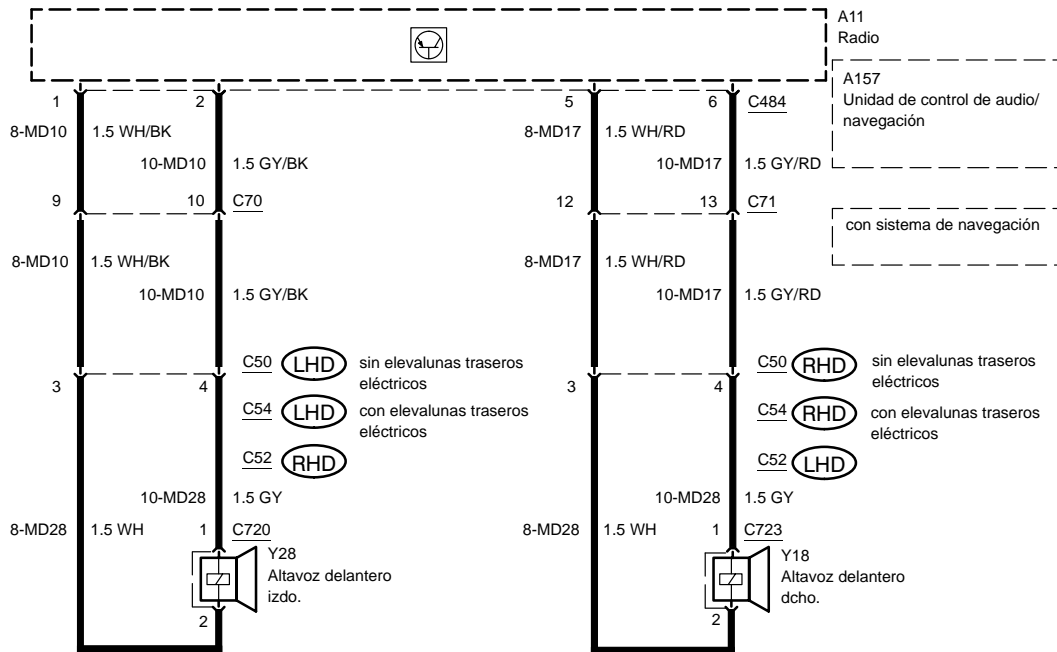 A11
Radio
A157
Unidad de control de audio/
navegación
1 2 5 6 C484
8-MD10 1.5 WH/BK 8-MD17 1.5 WH/RD
10-MD10 1.5 GY/BK 10-MD17 1.5 GY/RD
9 10 C70 12 13 C71
con sistema de navegación
8-MD10 1.5 WH/BK 8-MD17 1.5 WH/RD
10-MD10 1.5 GY/BK 10-MD17 1.5 GY/RD
C50 LHD sin elevalunas traseros
eléctricos
C50 RHD sin elevalunas traseros
eléctricos
3 4 3 4
C54 LHD con elevalunas traseros
eléctricos
C54 RHD con elevalunas traseros
eléctricos
C52 RHD C52 LHD
10-MD28 1.5 GY 10-MD28 1.5 GY
8-MD28 1.5 WH 1 C720 8-MD28 1.5 WH 1 C723
Y28
Altavoz delantero
izdo.
2
Y18
Altavoz delantero
dcho.
2